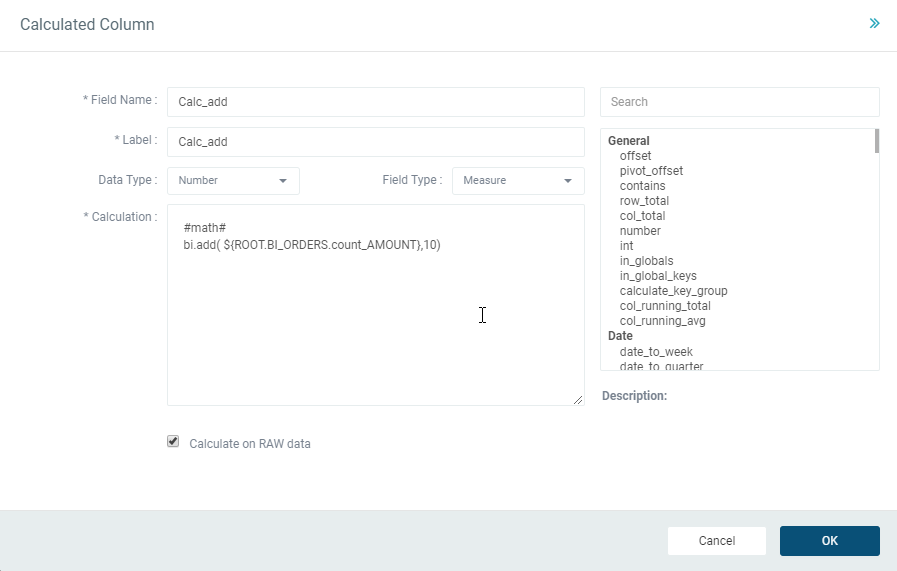 Calculated Column
* Field Name :
Calc_add
* Label :
Calc_add
Data Type :
Number
Field Type :
Measure
* Calculation :
#math#
bi.add( ${ROOT.BI_ORDERS.count_AMOUNT},10)
Calculate on RAW data
Search
General
offset
pivot_offset
contains
row_total
col_total
number
int
in_globals
in_global_keys
calculate_key_group
col_running_total
col_running_avg
Date
date_to_week
date_to_quarter
Description:
Cancel
OK